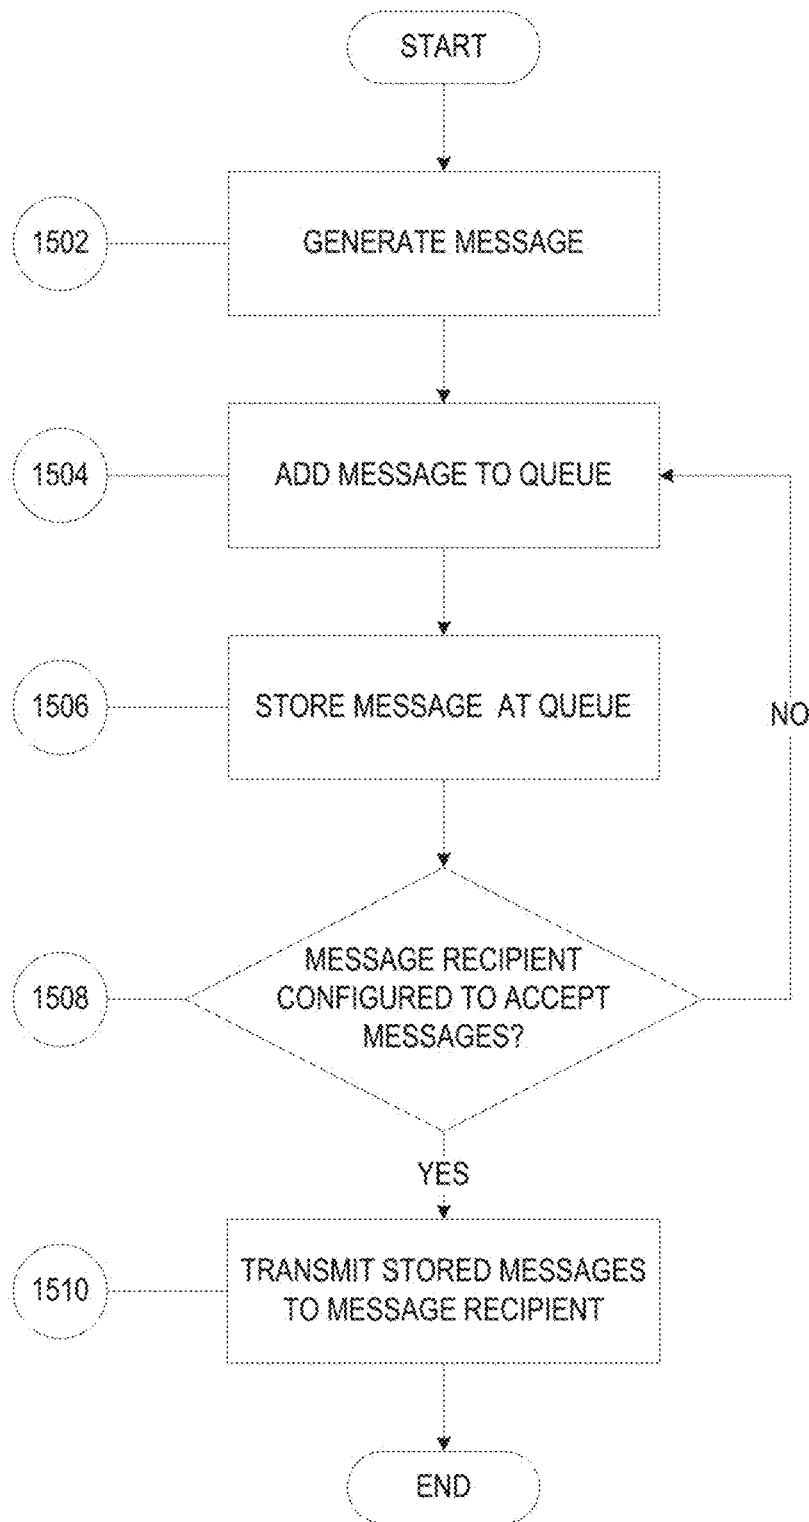 START
1502
GENERATE MESSAGE
1504
ADD MESSAGE TO QUEUE
1506
STORE MESSAGE AT QUEUE
NO
1508
MESSAGE RECIPIENT
CONFIGURED TO ACCEPT
MESSAGES?
YES
1510
TRANSMIT STORED MESSAGES
TO MESSAGE RECIPIENT
END